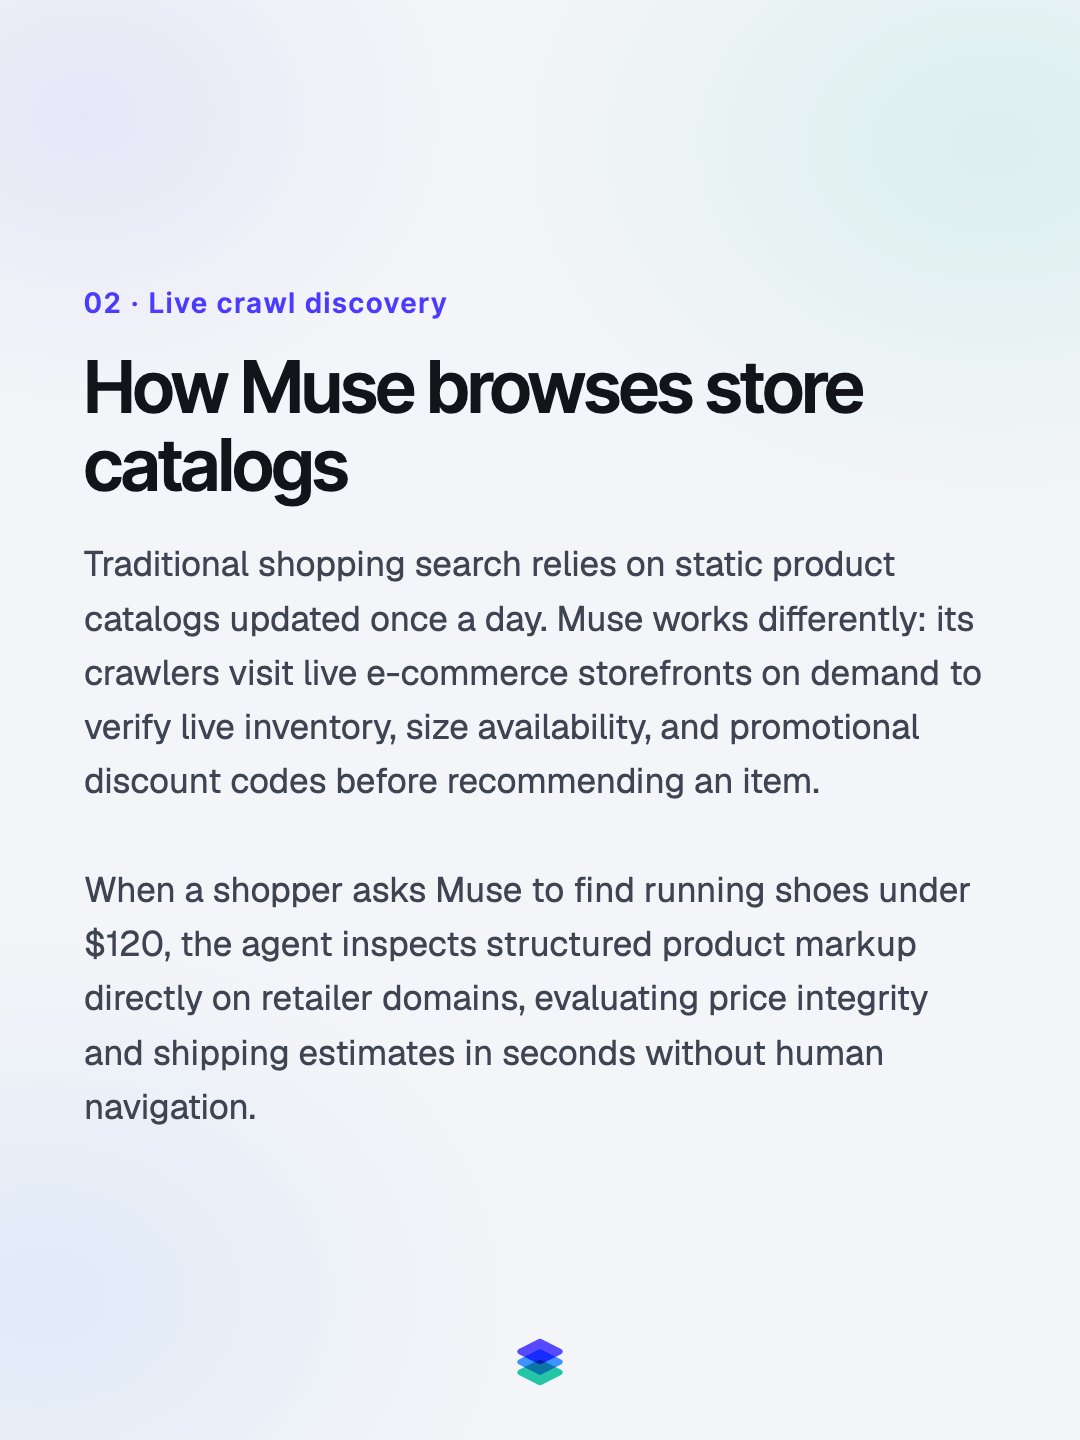 02 · Live crawl discovery
How Muse browses store
catalogs
Traditional shopping search relies on static product
catalogs updated once a day. Muse works differently: its
crawlers visit live e-commerce storefronts on demand to
verify live inventory, size availability, and promotional
discount codes before recommending an item.
When a shopper asks Muse to find running shoes under
$120, the agent inspects structured product markup
directly on retailer domains, evaluating price integrity
and shipping estimates in seconds without human
navigation.